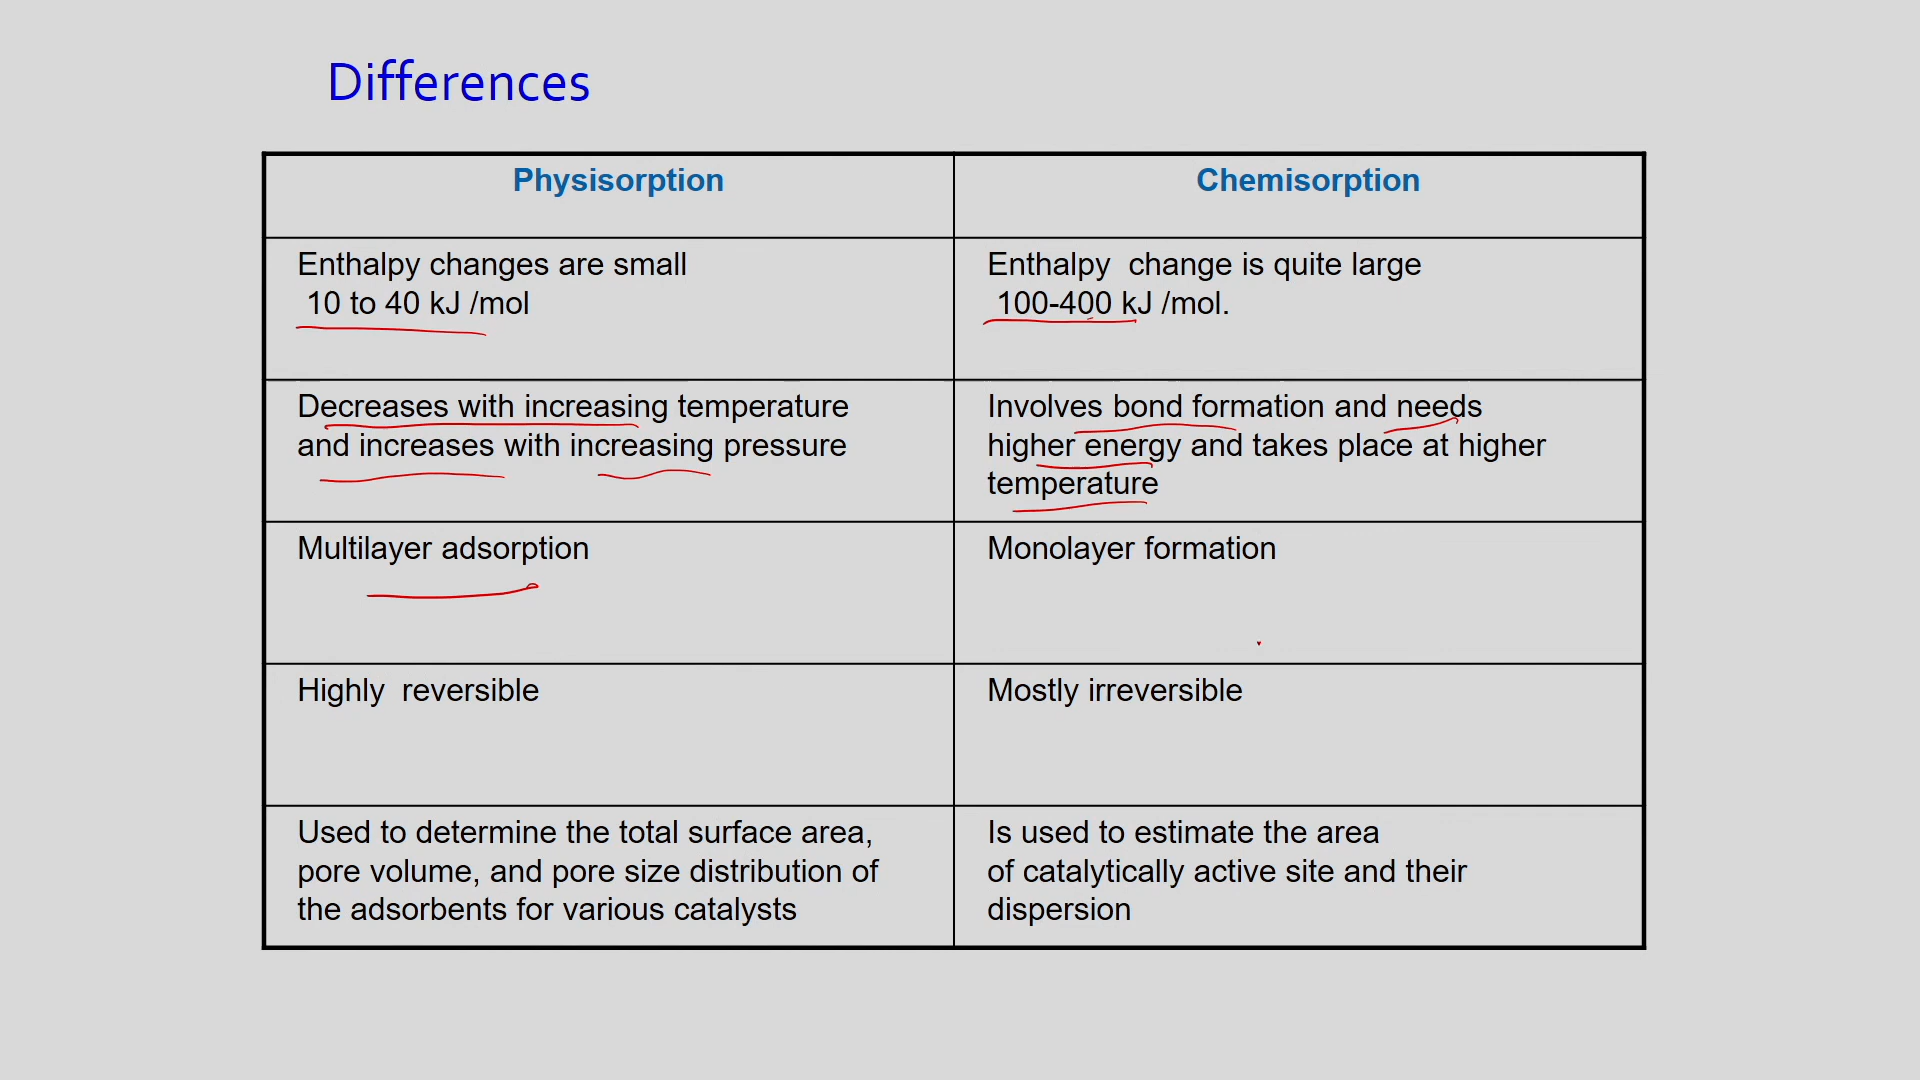 Differences
Physisorption
Chemisorption
Enthalpy changes are small
10 to 40 kJ /mol
Enthalpy change is quite large
100-400 kJ /mol.
Decreases with increasing temperature
and increases with increasing pressure
Involves bond formation and needs
higher energy and takes place at higher
temperature
Multilayer adsorption
Monolayer formation
Highly reversible
Mostly irreversible
Used to determine the total surface area,
pore volume, and pore size distribution of
the adsorbents for various catalysts
Is used to estimate the area
of catalytically active site and their
dispersion